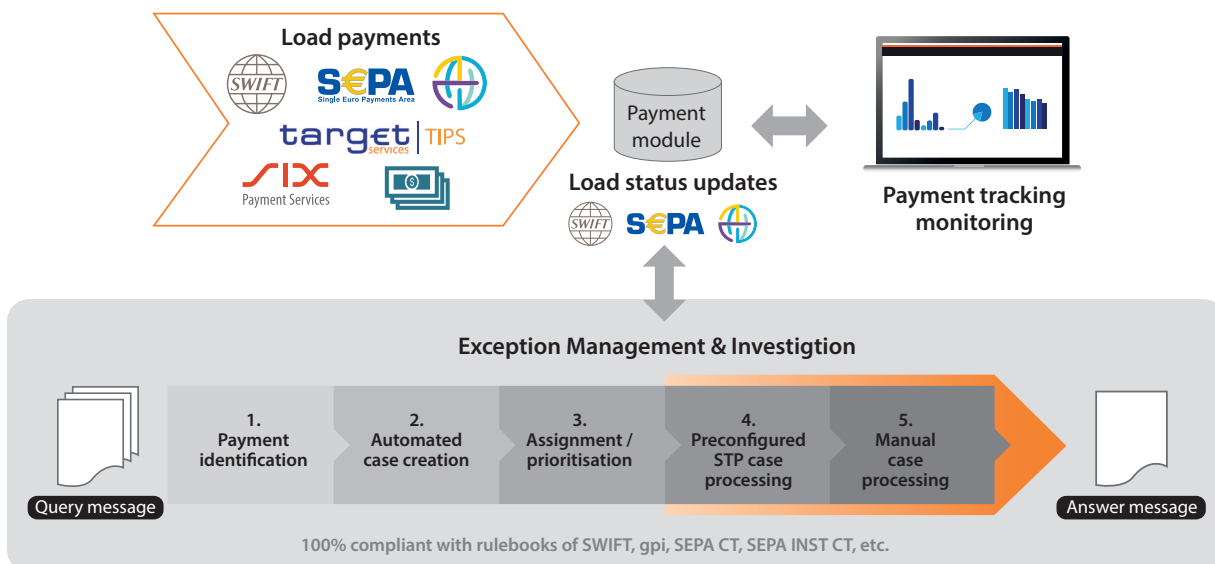 Load payments
SWIFT
S€PA
Single Euro Payments Area
target
services
TIPS
SIX
Payment Services
$
Payment
module
Load status updates
SWIFT
S€PA
Payment tracking
monitoring
Exception Management & Investigtion
Query message
1.
Payment
identification
2.
Automated
case creation
3.
Assignment /
prioritisation
4.
Preconfigured
STP case
processing
5.
Manual
case
processing
Answer message
100% compliant with rulebooks of SWIFT, gpi, SEPA CT, SEPA INST CT, etc.